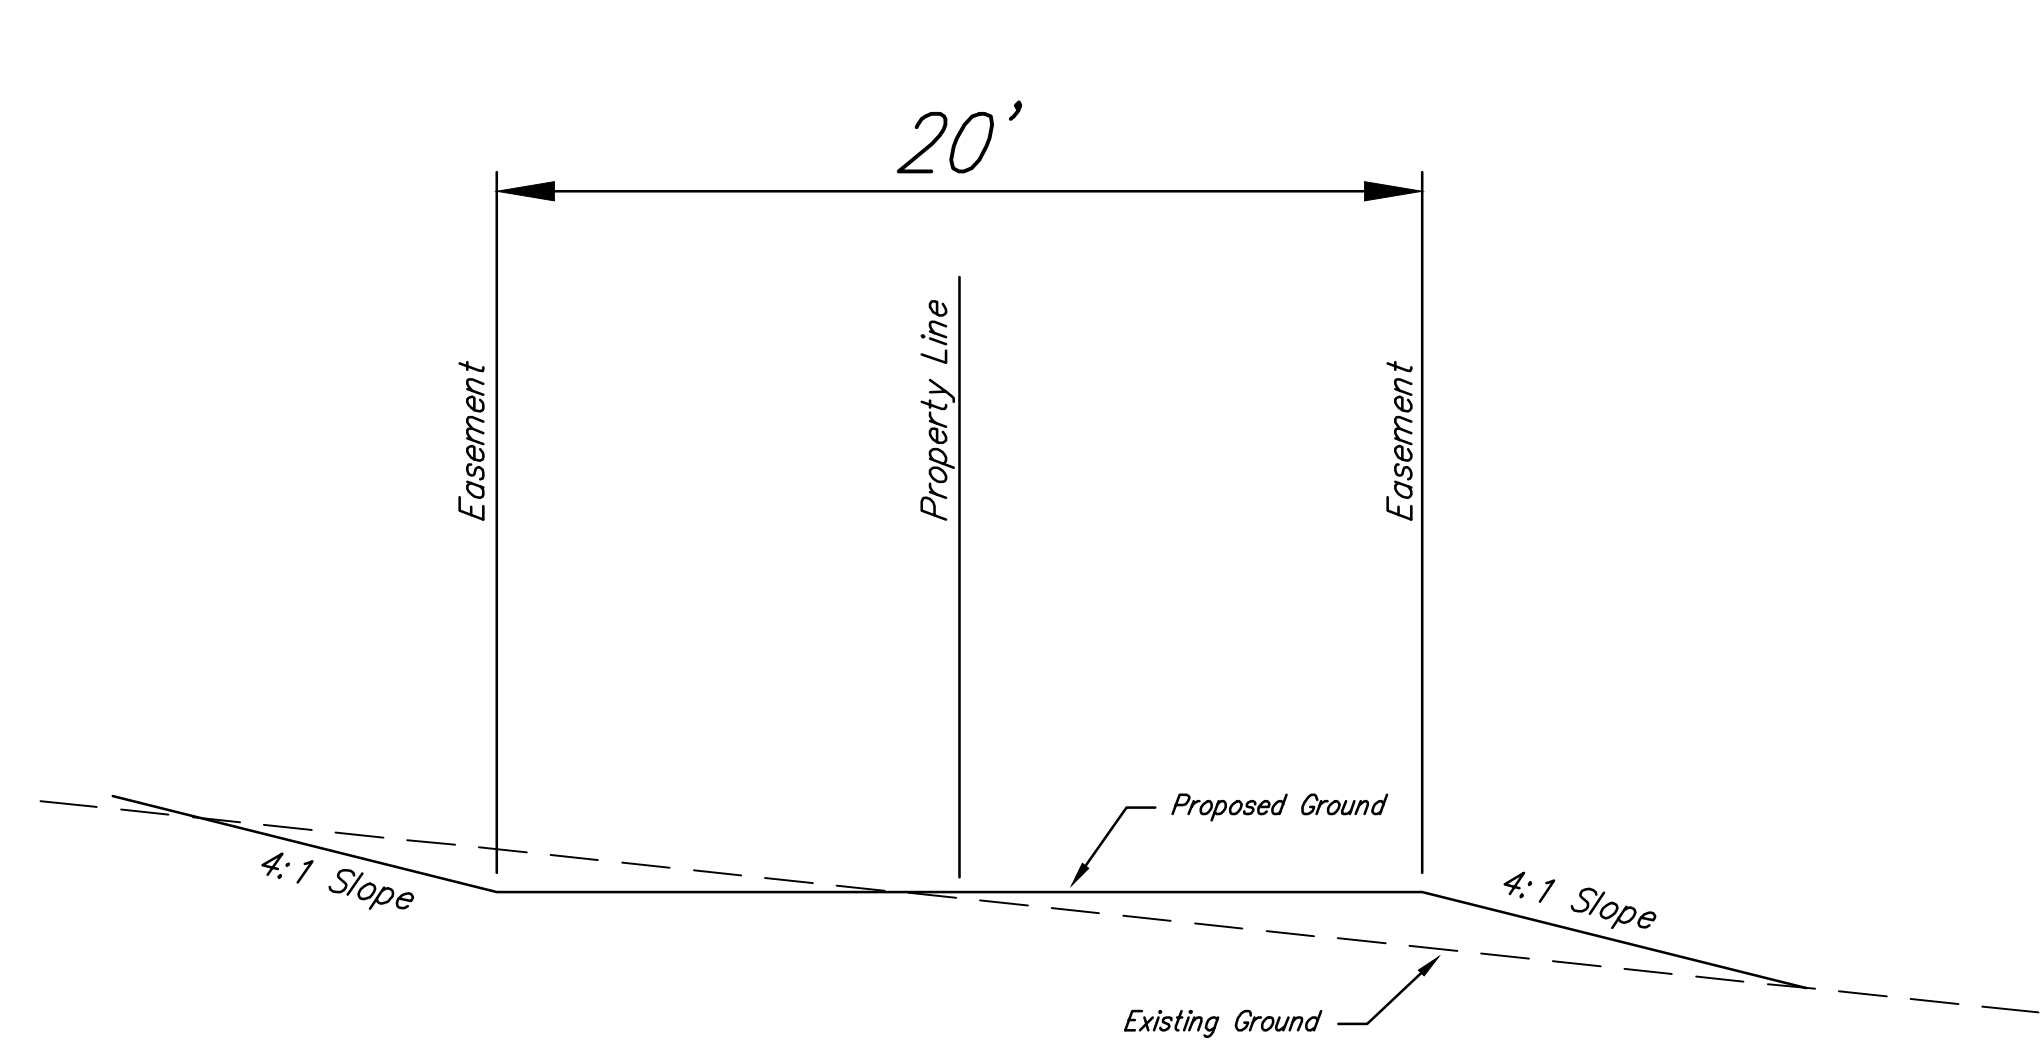 20'
Easement
Property Line
Easement
Proposed Ground
4:1 Slope
4:1 Slope
Existing Ground